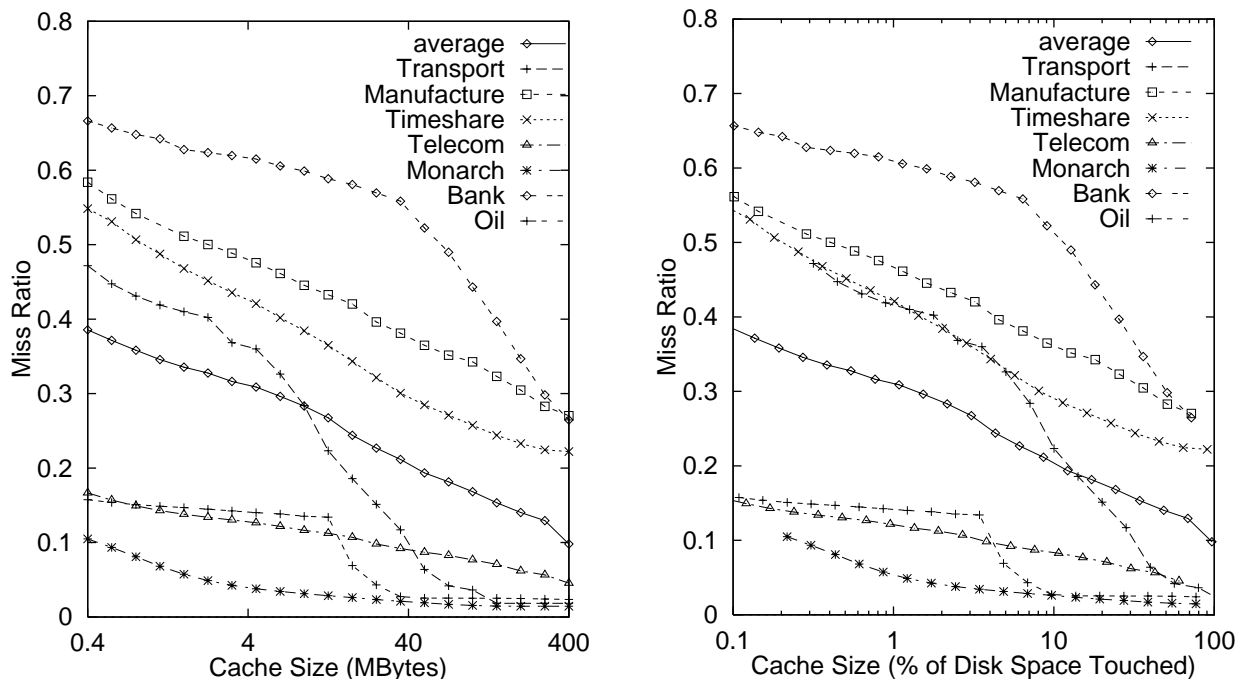 0.8
0.7
0.6
0.5
0.4
0.3
0.2
0.1
0
Miss Ratio
average
Transport
Manufacture
Timeshare
Telecom
Monarch
Bank
Oil
0.4 4 40 400
Cache Size (MBytes)
0.8
0.7
0.6
0.5
0.4
0.3
0.2
0.1
0
Miss Ratio
average
Transport
Manufacture
Timeshare
Telecom
Monarch
Bank
Oil
0.1 1 10 100
Cache Size (% of Disk Space Touched)